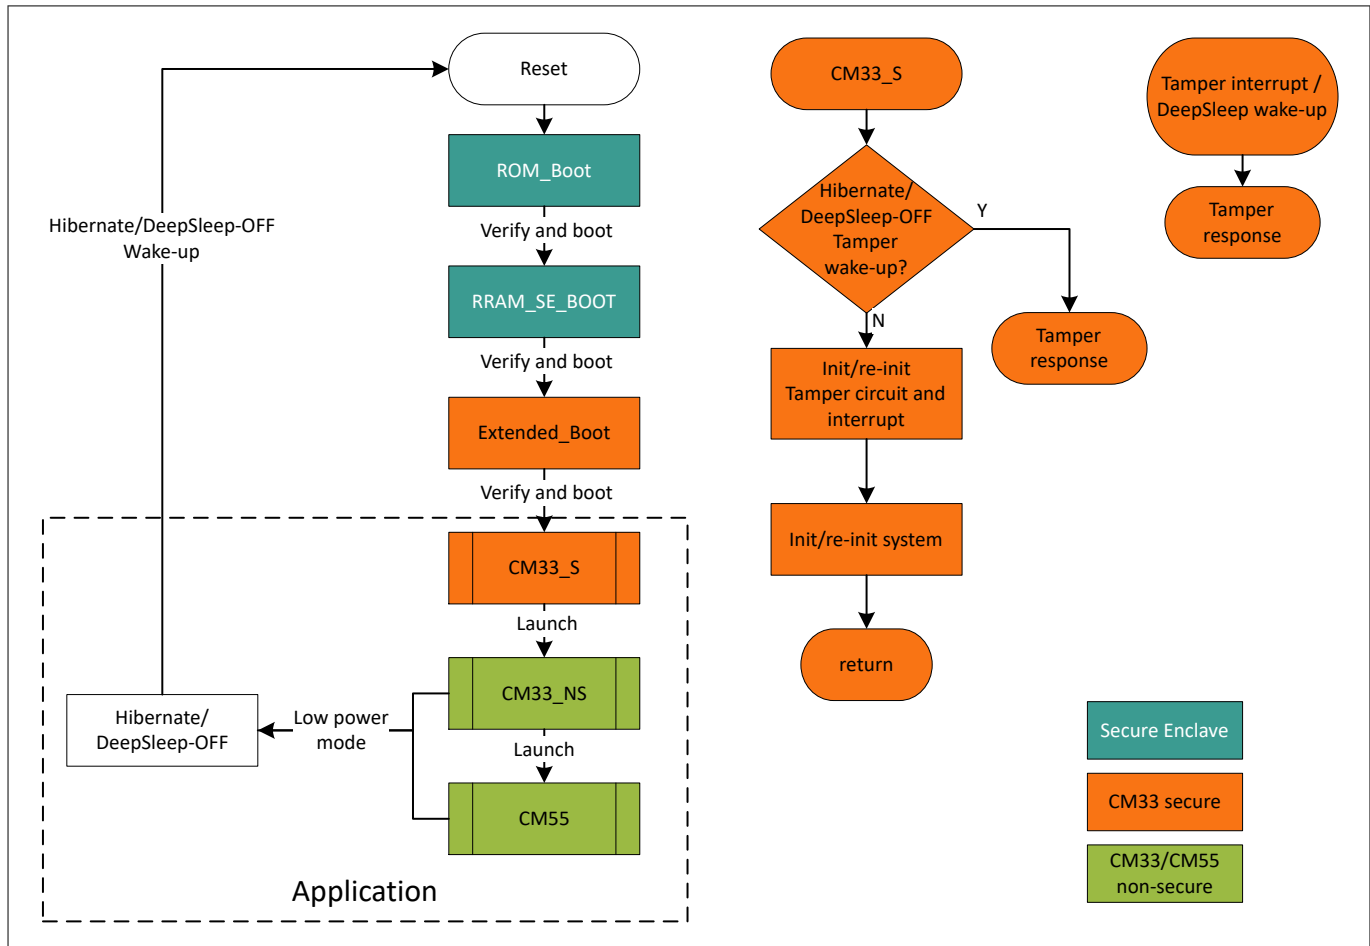 Reset
ROM_Boot
Verify and boot
RRAM_SE_BOOT
Verify and boot
Extended_Boot
Verify and boot
CM33_S
Launch
CM33_NS
Launch
CM55
Low power
mode
Hibernate/
DeepSleep-OFF
Hibernate/DeepSleep-OFF
Wake-up
Application
CM33_S
Hibernate/
DeepSleep-OFF
Tamper
wake-up?
Y
Tamper
response
N
Init/re-init
Tamper circuit and
interrupt
Init/re-init system
return
Tamper interrupt /
DeepSleep wake-up
Tamper
response
Secure Enclave
CM33 secure
CM33/CM55
non-secure